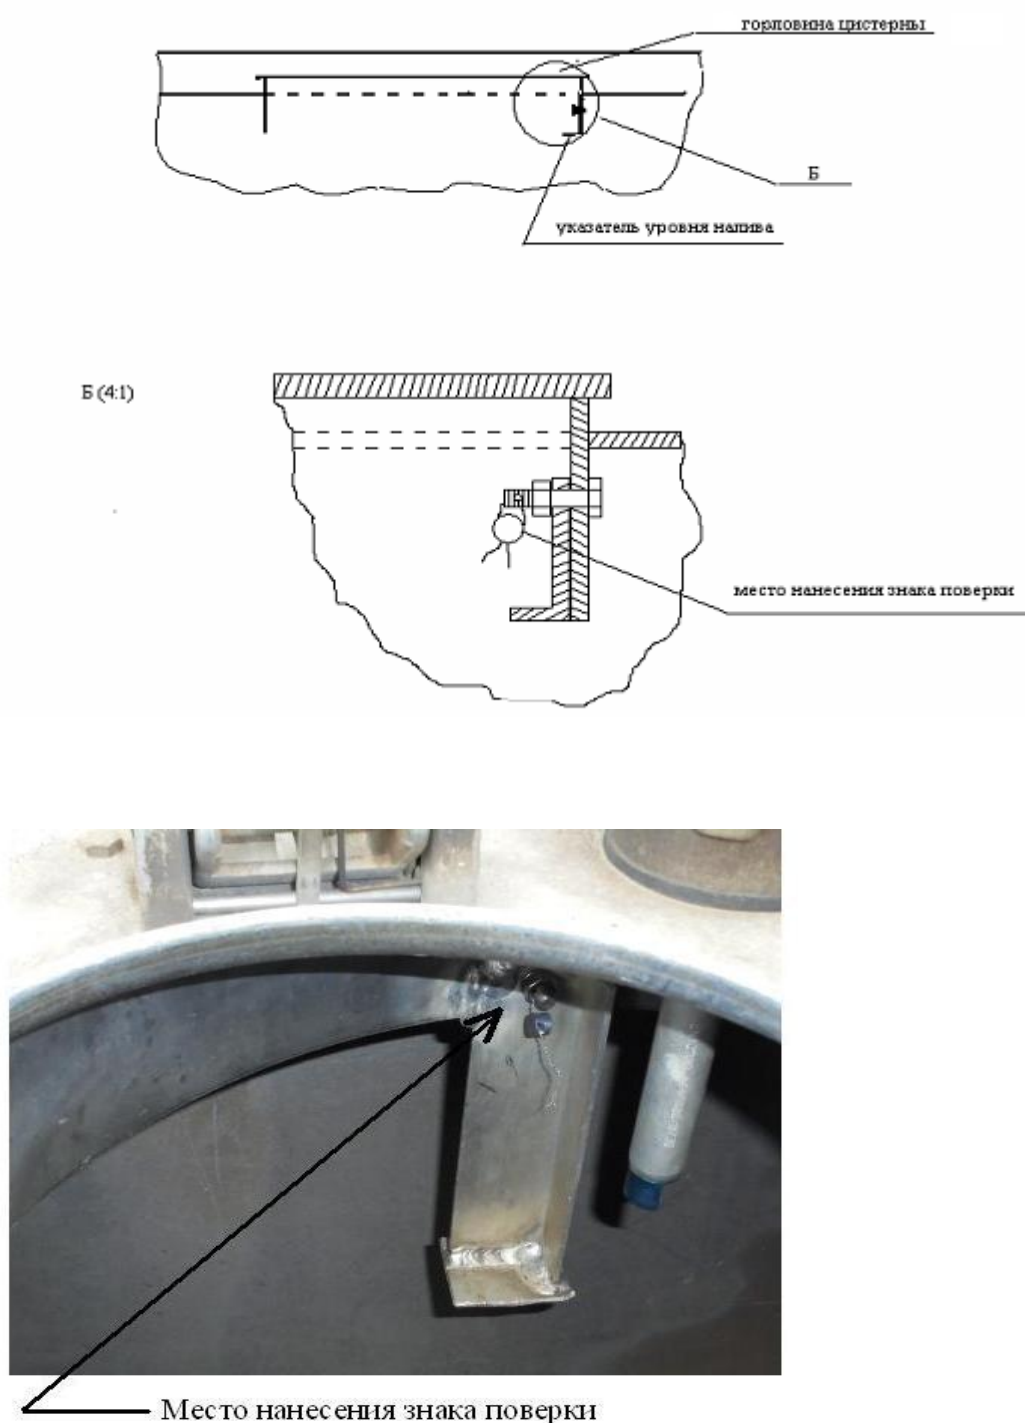 горловина цистерны
Б
указатель уровня налива
Б (4:1)
место нанесения знака поверки
Место нанесения знака поверки